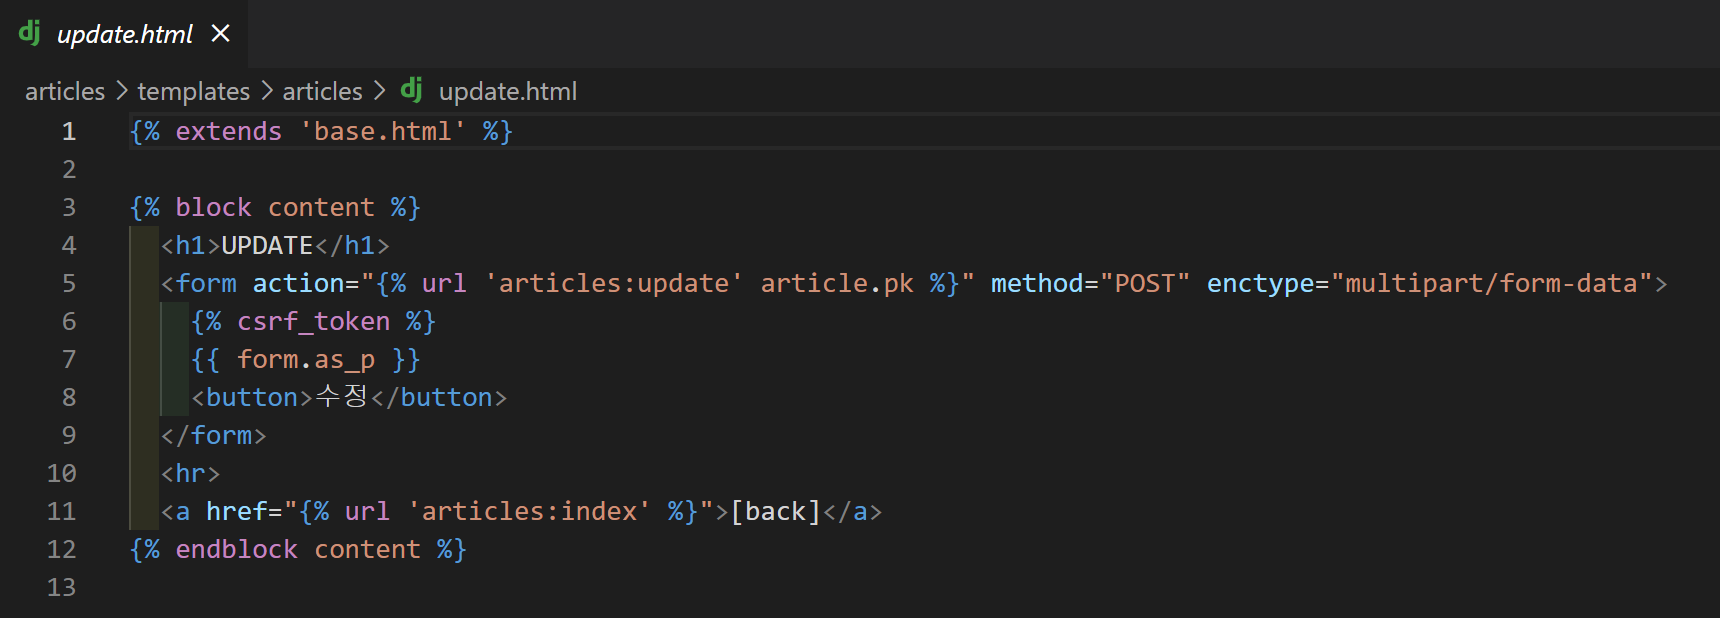 dj update.html ×
articles > templates > articles > dj update.html
1 {% extends 'base.html' %}
2
3 {% block content %}
4 <h1>UPDATE</h1>
5 <form action="{% url 'articles:update' article.pk %}" method="POST" enctype="multipart/form-data">
6 {% csrf_token %}
7 {{ form.as_p }}
8 <button>수정</button>
9 </form>
10 <hr>
11 <a href="{% url 'articles:index' %}">[back]</a>
12 {% endblock content %}
13